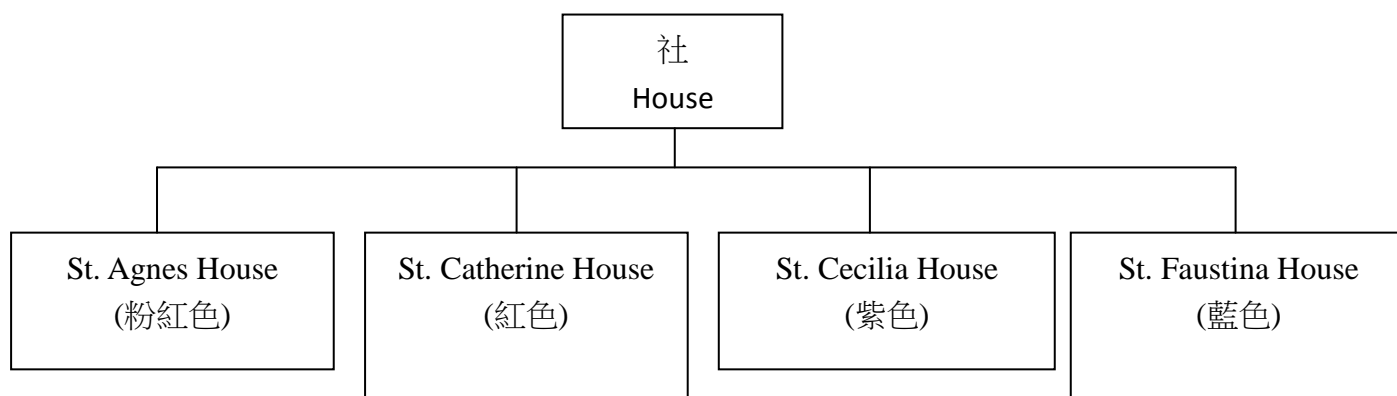 社
House
St. Agnes House
(粉紅色)
St. Catherine House
(紅色)
St. Cecilia House
(紫色)
St. Faustina House
(藍色)